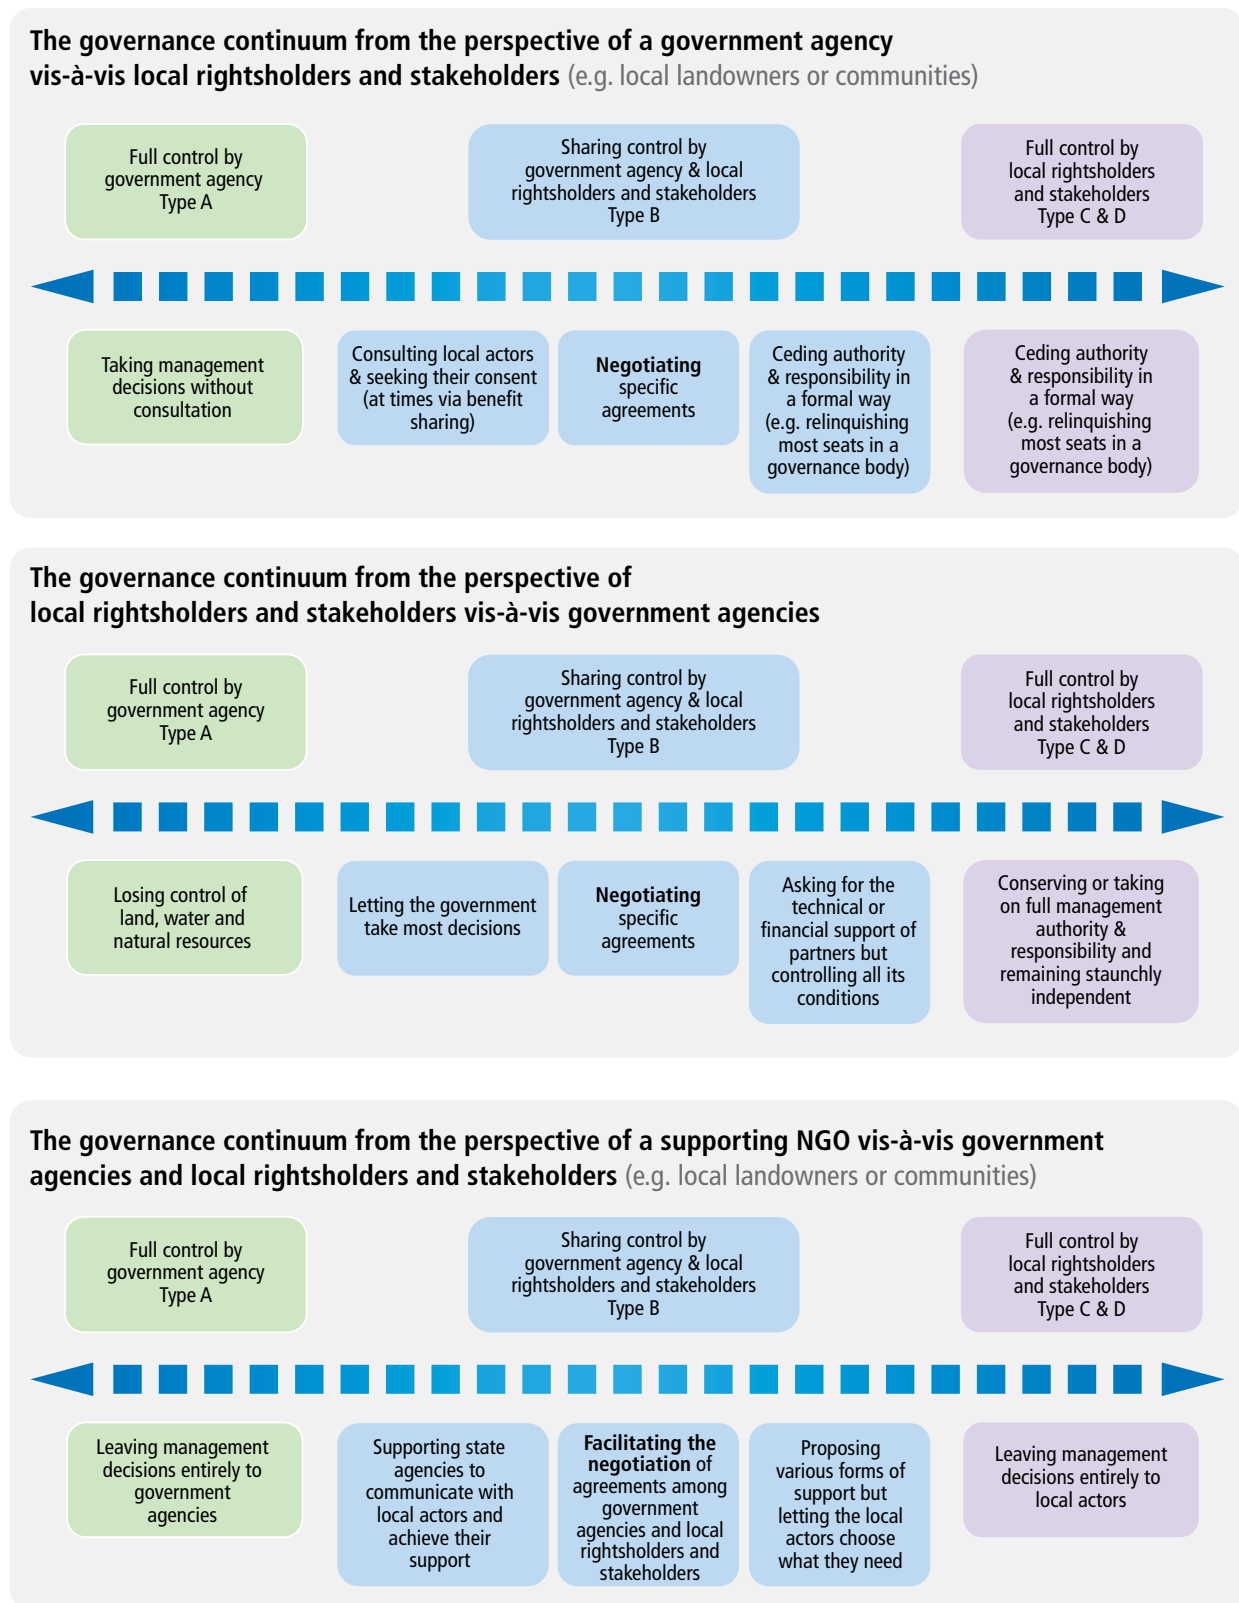 The governance continuum from the perspective of a government agency
vis-à-vis local rightsholders and stakeholders (e.g. local landowners or communities)
Full control by
government agency
Type A
Sharing control by
government agency & local
rightsholders and stakeholders
Type B
Full control by
local rightsholders
and stakeholders
Type C & D
Taking management
decisions without
consultation
Consulting local actors
& seeking their consent
(at times via benefit
sharing)
Negotiating
specific
agreements
Ceding authority
& responsibility in
a formal way
(e.g. relinquishing
most seats in a
governance body)
Ceding authority
& responsibility in
a formal way
(e.g. relinquishing
most seats in a
governance body)
The governance continuum from the perspective of
local rightsholders and stakeholders vis-à-vis government agencies
Full control by
government agency
Type A
Sharing control by
government agency & local
rightsholders and stakeholders
Type B
Full control by
local rightsholders
and stakeholders
Type C & D
Losing control of
land, water and
natural resources
Letting the government
take most decisions
Negotiating
specific
agreements
Asking for the
technical or
financial support of
partners but
controlling all its
conditions
Conserving or taking
on full management
authority &
responsibility and
remaining staunchly
independent
The governance continuum from the perspective of a supporting NGO vis-à-vis government
agencies and local rightsholders and stakeholders (e.g. local landowners or communities)
Full control by
government agency
Type A
Sharing control by
government agency & local
rightsholders and stakeholders
Type B
Full control by
local rightsholders
and stakeholders
Type C & D
Leaving management
decisions entirely to
government
agencies
Supporting state
agencies to
communicate with
local actors and
achieve their
support
Facilitating the
negotiation of
agreements among
government
agencies and local
rightsholders and
stakeholders
Proposing
various forms of
support but
letting the local
actors choose
what they need
Leaving management
decisions entirely to
local actors